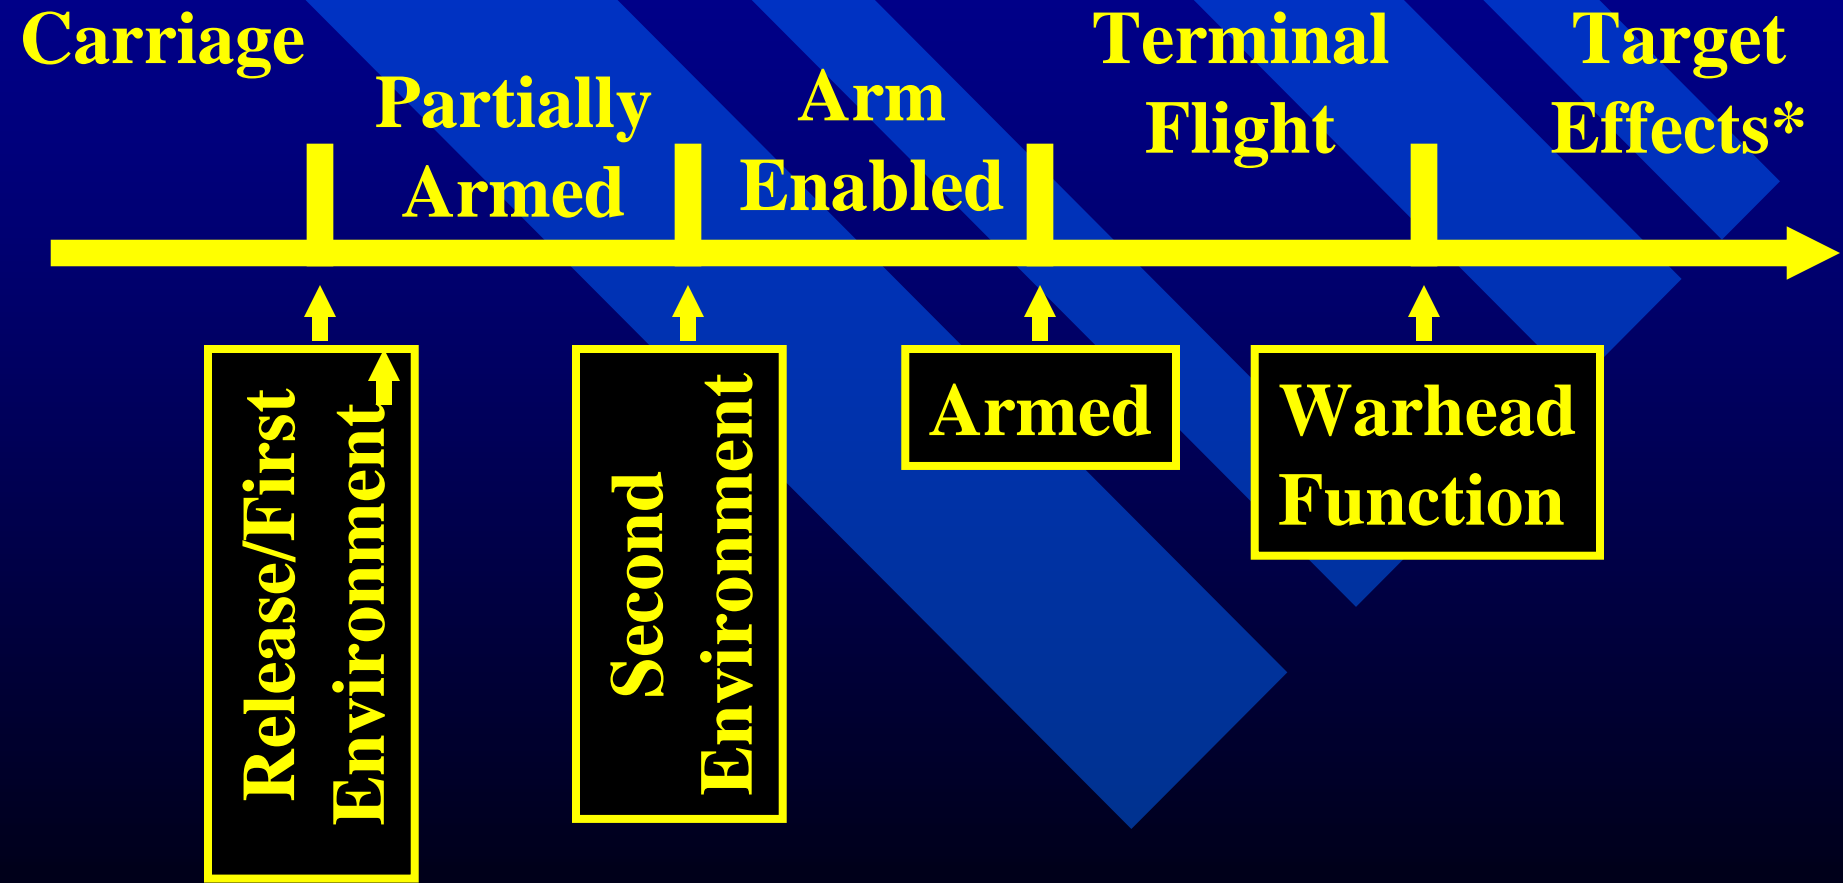 Carriage
Partially
Armed
Arm
Enabled
Terminal
Flight
Target
Effects*
Release/First
Environment
Second
Environment
Armed
Warhead
Function